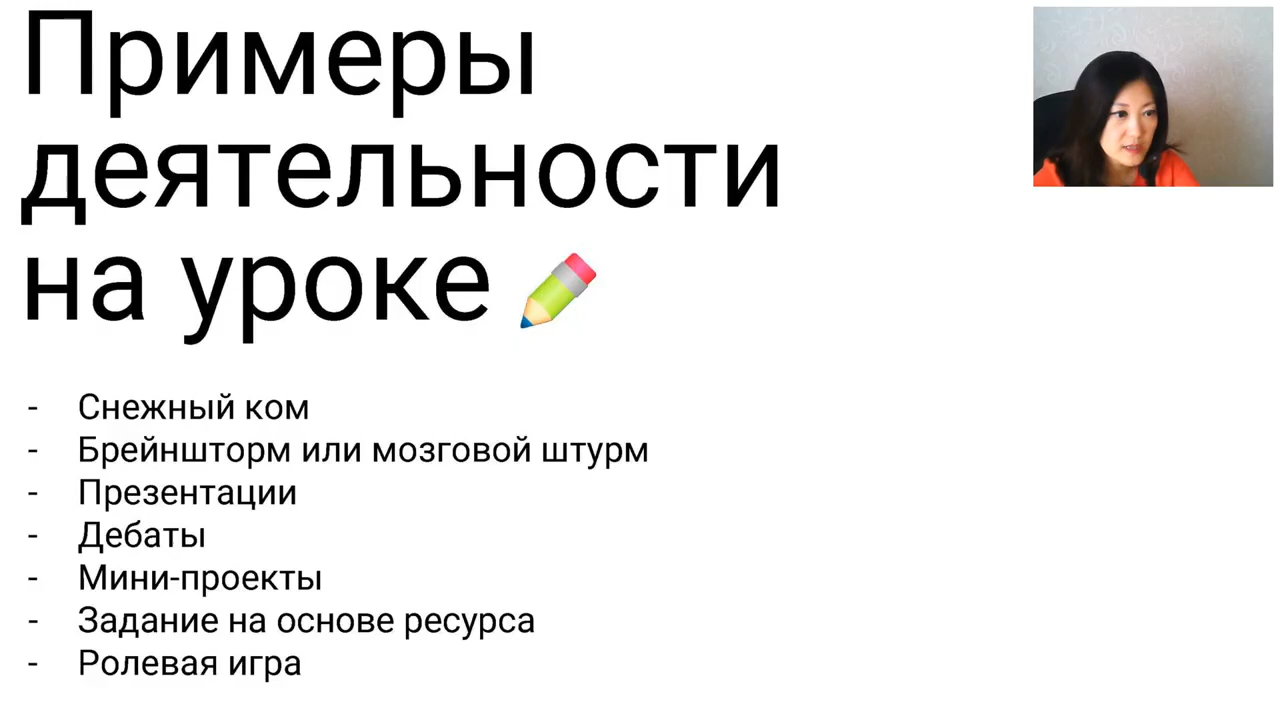 Примеры
деятельности
на уроке
- Снежный ком
- Брейншторм или мозговой штурм
- Презентации
- Дебаты
- Мини-проекты
- Задание на основе ресурса
- Ролевая игра